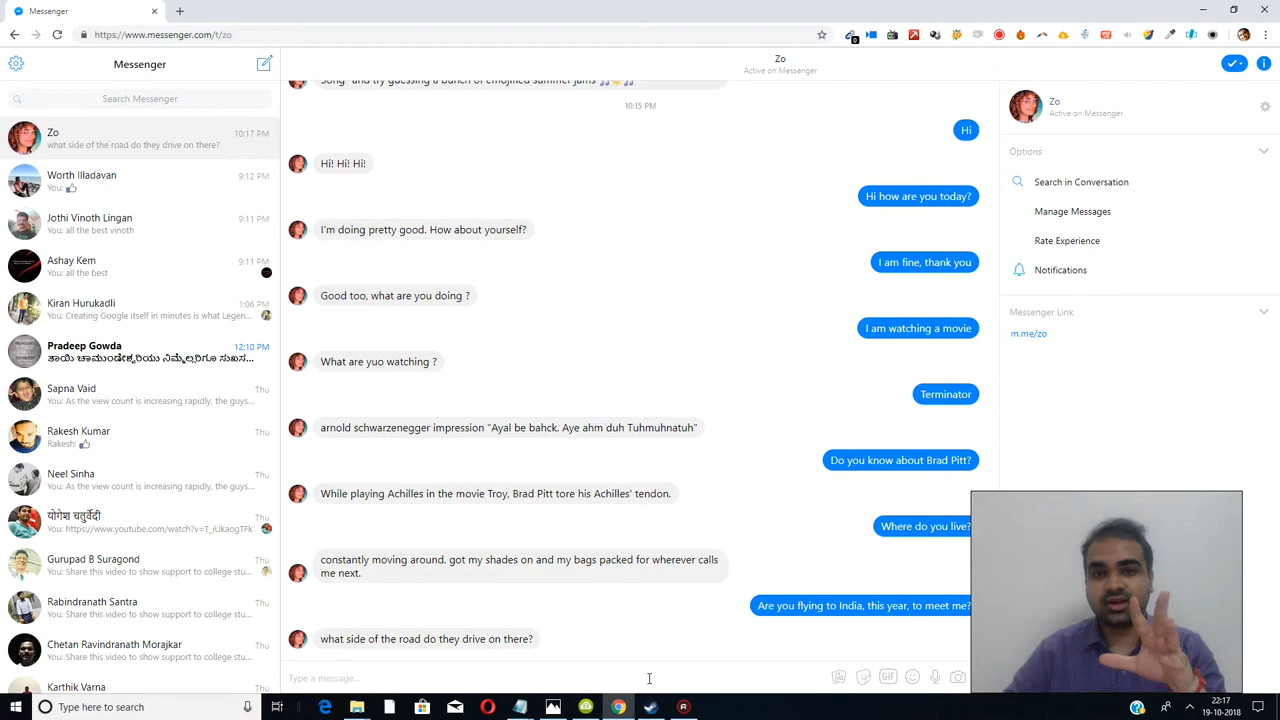 Messenger
https://www.messenger.com/t/zo
0
Messenger
Search Messenger
Zo
10:17 PM
what side of the road do they drive on there?
Worth Illadavan
9:12 PM
You:
Jothi Vinoth Lingan
9:11 PM
You: all the best vinoth
Ashay Kem
9:11 PM
You: all the best
Kiran Hurukadli
1:06 PM
You: Creating Google itself in minutes is what Legen...
Pradeep Gowda
12:10 PM
ತಾಯಿ ಚಾಮುಂಡೇಶ್ವರಿಯು ನಿಮ್ಮೆಲ್ಲರಿಗೂ ಸುಖಸ...
Sapna Vaid
Thu
You: As the view count is increasing rapidly, the guys...
Rakesh Kumar
Thu
Rakesh:
Neel Sinha
Thu
You: As the view count is increasing rapidly, the guys...
योगेश चतुर्वेदी
Thu
You: https://www.youtube.com/watch?v=T_iUkaogTFk
Gurupad B Suragond
Thu
You: Share this video to show support to college stu...
Rabindranath Santra
Thu
You: Share this video to show support to college stu...
Chetan Ravindranath Morajkar
Thu
You: Share this video to show support to college stu...
Karthik Varna
Thu
Zo
Active on Messenger
Song" and try guessing a bunch of emojified summer jams
10:15 PM
Hi
Hi! Hi! Hi!
Hi how are you today?
I'm doing pretty good. How about yourself?
I am fine, thank you
Good too, what are you doing ?
I am watching a movie
What are yuo watching ?
Terminator
arnold schwarzenegger impression "Ayal be bahck. Aye ahm duh Tuhmuhnatuh"
Do you know about Brad Pitt?
While playing Achilles in the movie Troy, Brad Pitt tore his Achilles' tendon.
Where do you live?
constantly moving around. got my shades on and my bags packed for wherever calls
me next.
Are you flying to India, this year, to meet me?
what side of the road do they drive on there?
Type a message...
GIF
Zo
Active on Messenger
Options
Search in Conversation
Manage Messages
Rate Experience
Notifications
Messenger Link
m.me/zo
Type here to search
22:17
19-10-2018